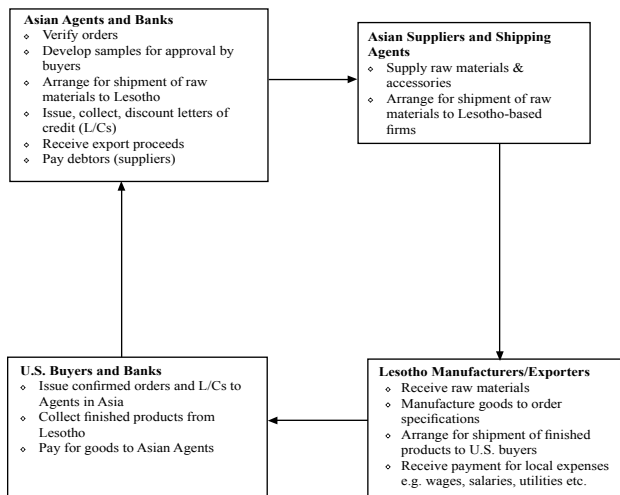 Asian Agents and Banks
⋄ Verify orders
⋄ Develop samples for approval by
buyers
⋄ Arrange for shipment of raw
materials to Lesotho
⋄ Issue, collect, discount letters of
credit (L/Cs)
⋄ Receive export proceeds
⋄ Pay debtors (suppliers)
Asian Suppliers and Shipping
Agents
⋄ Supply raw materials &
accessories
⋄ Arrange for shipment of raw
materials to Lesotho-based
firms
U.S. Buyers and Banks
⋄ Issue confirmed orders and L/Cs to
Agents in Asia
⋄ Collect finished products from
Lesotho
⋄ Pay for goods to Asian Agents
Lesotho Manufacturers/Exporters
⋄ Receive raw materials
⋄ Manufacture goods to order
specifications
⋄ Arrange for shipment of finished
products to U.S. buyers
⋄ Receive payment for local expenses
e.g. wages, salaries, utilities etc.